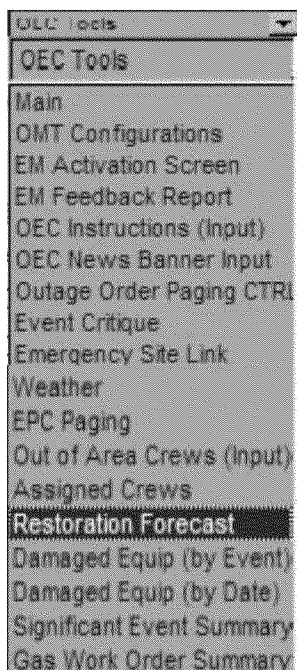 OEC Tools
OEC Tools
Main
OMT Configurations
EM Activation Screen
EM Feedback Report
OEC Instructions (Input)
OEC News Banner Input
Outage Order Paging CTRL
Event Critique
Emergency Site Link
Weather
EPC Paging
Out of Area Crews (Input)
Assigned Crews
Restoration Forecast
Damaged Equip (by Event)
Damaged Equip (by Date)
Significant Event Summary
Gas Work Order Summary